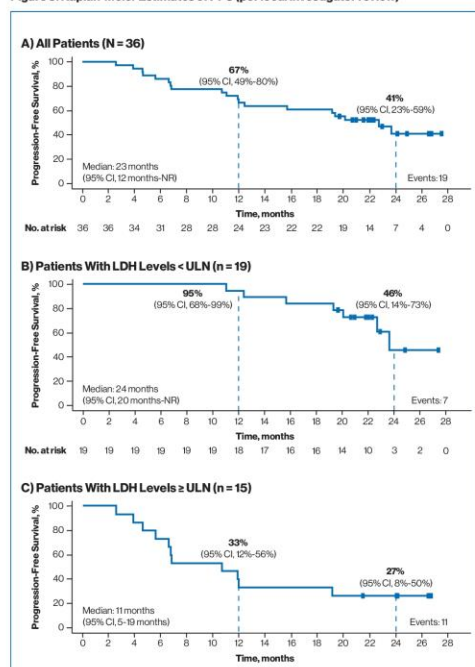 A) All Patients (N = 36)
Progression-Free Survival, %
100
80
60
40
20
0
67%
(95% CI, 49%-80%)
41%
(95% CI, 23%-59%)
Median: 23 months
(95% CI, 12 months-NR)
Events: 19
0 2 4 6 8 10 12 14 16 18 20 22 24 26 28
Time, months
No. at risk 36 36 34 31 28 28 24 23 22 22 19 14 7 4 0
B) Patients With LDH Levels < ULN (n = 19)
Progression-Free Survival, %
100
80
60
40
20
0
95%
(95% CI, 68%-99%)
46%
(95% CI, 14%-73%)
Median: 24 months
(95% CI, 20 months-NR)
Events: 7
0 2 4 6 8 10 12 14 16 18 20 22 24 26 28
Time, months
No. at risk 19 19 19 19 19 19 18 17 16 16 14 10 3 2 0
C) Patients With LDH Levels ≥ ULN (n = 15)
Progression-Free Survival, %
100
80
60
40
20
0
33%
(95% CI, 12%-56%)
27%
(95% CI, 8%-50%)
Median: 11 months
(95% CI, 5-19 months)
Events: 11
0 2 4 6 8 10 12 14 16 18 20 22 24 26 28